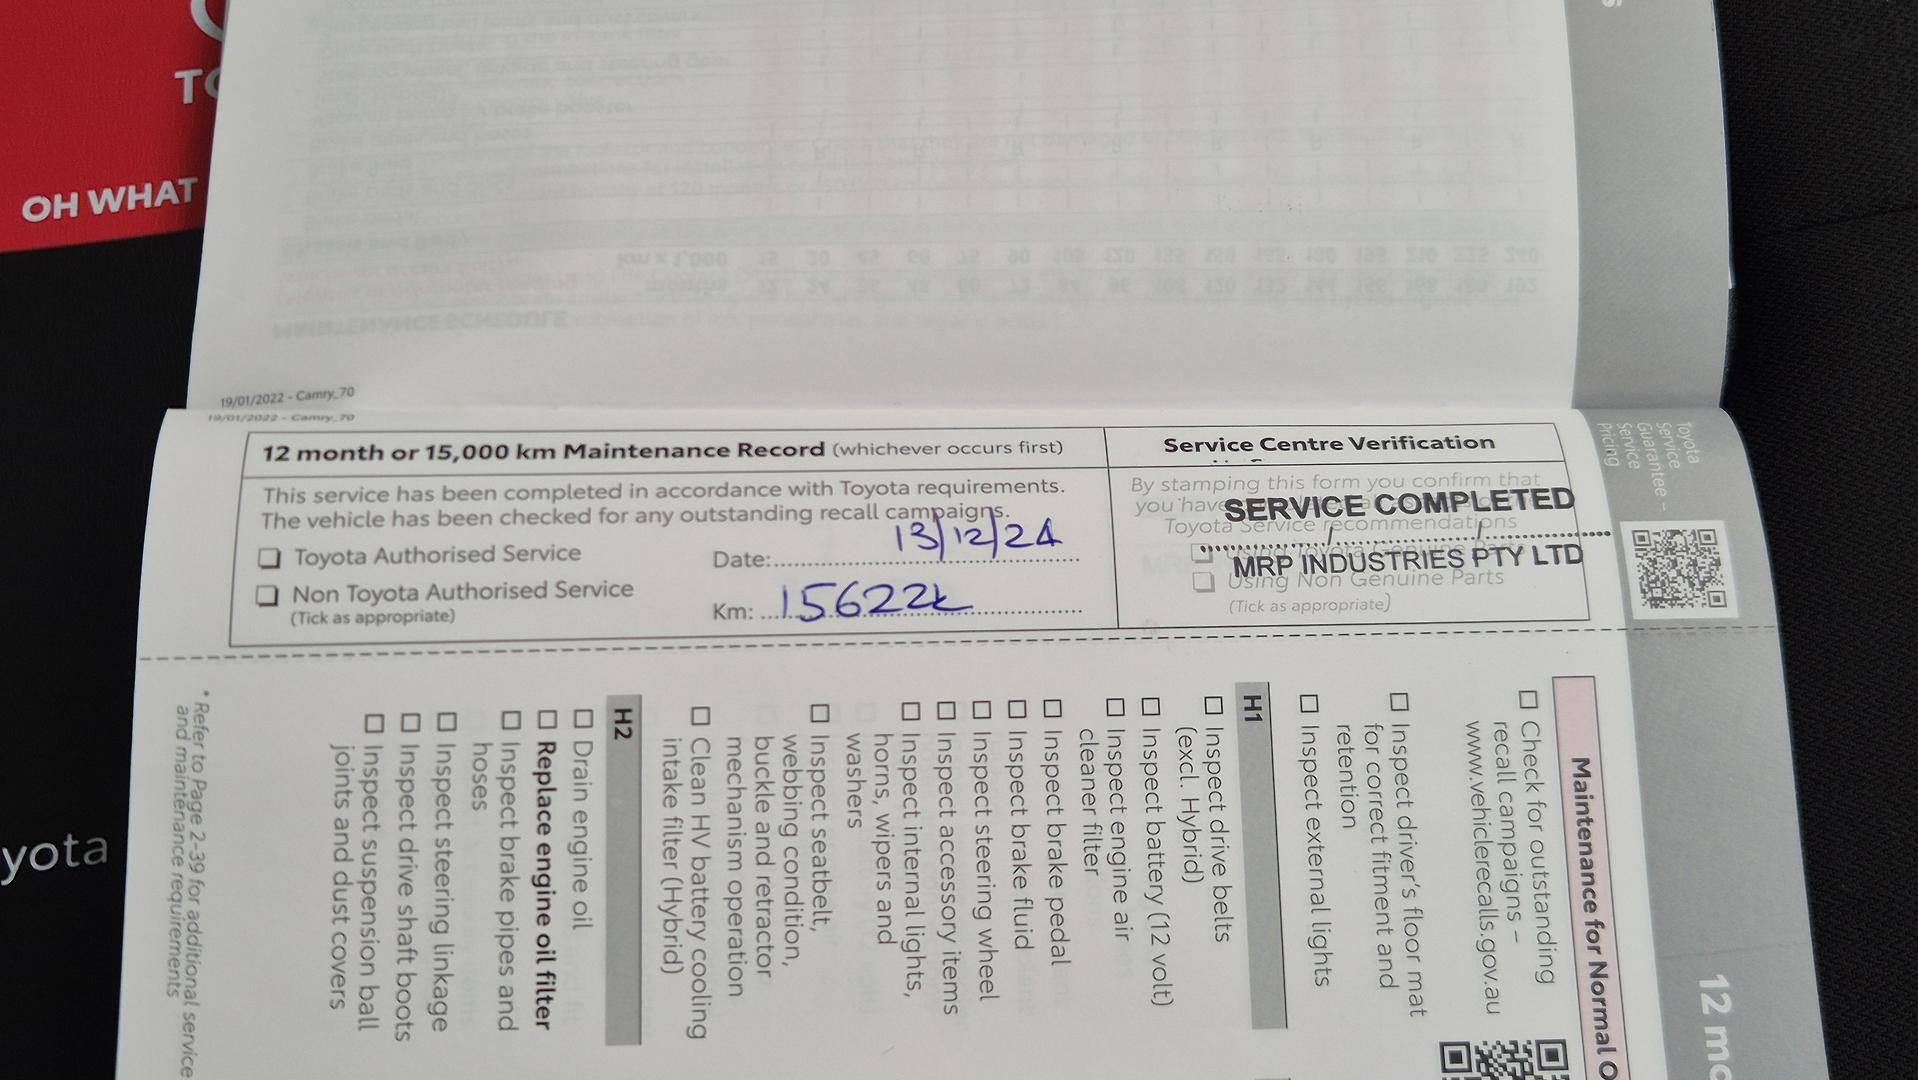 TO
OH WHAT
yota
19/01/2022 - Camry_70
19/01/2022 - Camry_70
12 month or 15,000 km Maintenance Record (whichever occurs first)
This service has been completed in accordance with Toyota requirements.
The vehicle has been checked for any outstanding recall campaigns.
Toyota Authorised Service
Non Toyota Authorised Service
(Tick as appropriate)
Date: 13/12/24
Km: 15622k
Service Centre Verification
By stamping this form you confirm that
you have
Toyota Service recommendations
Using Non Genuine Parts
(Tick as appropriate)
SERVICE COMPLETED
MRP INDUSTRIES PTY LTD
Toyota
Service
Guarantee –
Service
Pricing
12 mo
Maintenance for Normal O
Check for outstanding
recall campaigns –
www.vehiclerecalls.gov.au
Inspect driver's floor mat
for correct fitment and
retention
Inspect external lights
H1
Inspect drive belts
(excl. Hybrid)
Inspect battery (12 volt)
Inspect engine air
cleaner filter
Inspect brake pedal
Inspect brake fluid
Inspect steering wheel
Inspect accessory items
Inspect internal lights,
horns, wipers and
washers
Inspect seatbelt,
webbing condition,
buckle and retractor
mechanism operation
Clean HV battery cooling
intake filter (Hybrid)
H2
Drain engine oil
Replace engine oil filter
Inspect brake pipes and
hoses
Inspect steering linkage
Inspect drive shaft boots
Inspect suspension ball
joints and dust covers
* Refer to Page 2-39 for additional service
and maintenance requirements